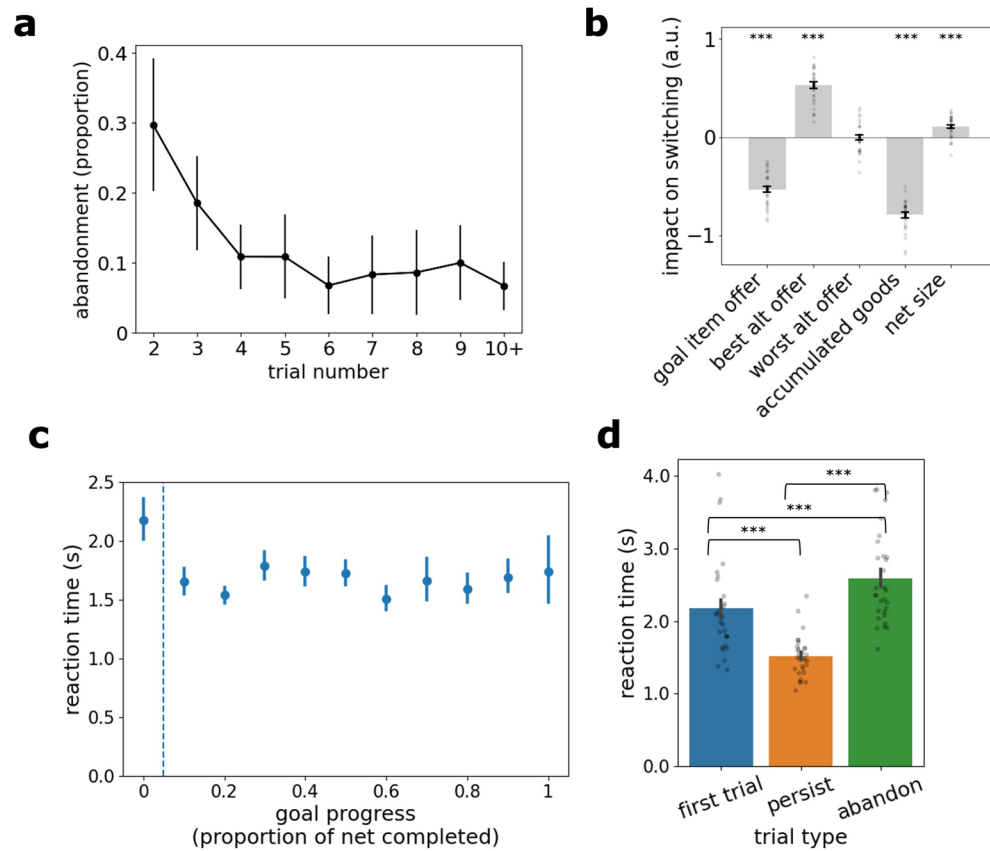 a
0.4
0.3
0.2
0.1
0
abandonment (proportion)
2 3 4 5 6 7 8 9 10+
trial number
b
1
0
−1
impact on switching (a.u.)
*** *** *** ***
goal item offer
best alt offer
worst alt offer
accumulated goods
net size
c
2.5
2.0
1.5
1.0
0.5
0.0
reaction time (s)
0 0.2 0.4 0.6 0.8 1
goal progress
(proportion of net completed)
d
4.0
3.0
2.0
1.0
0.0
reaction time (s)
***
***
***
first trial
persist
abandon
trial type